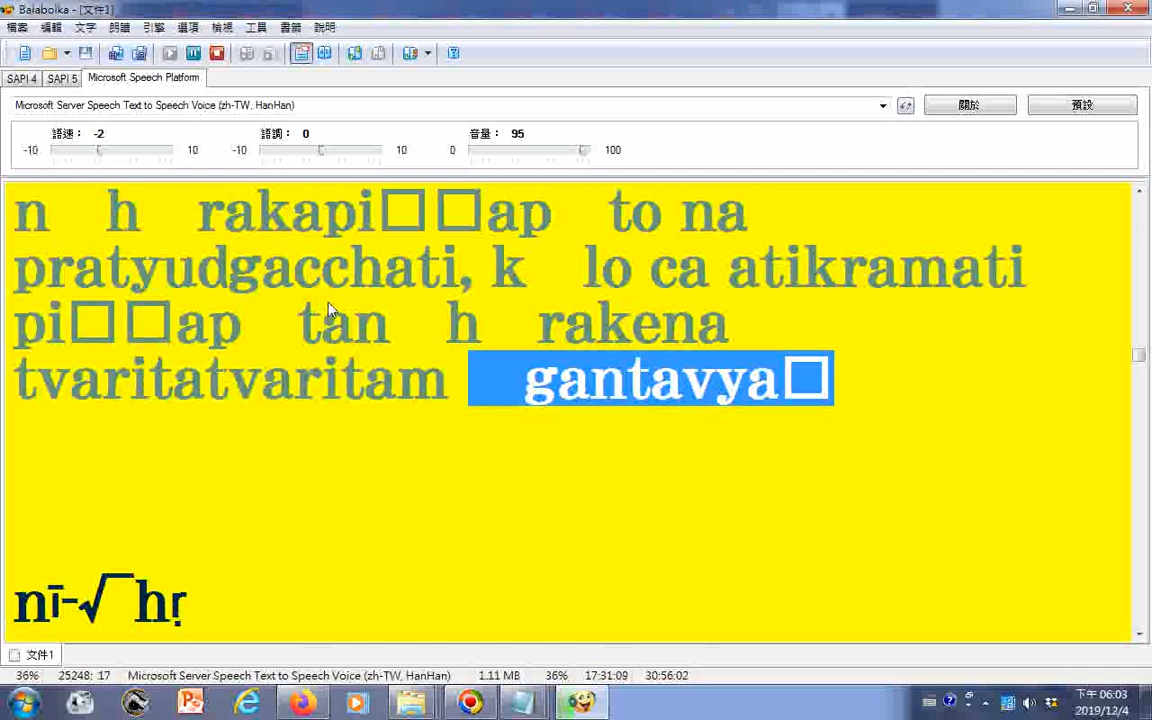 Balabolka - [文件1]
檔案 編輯 文字 朗讀 引擎 選項 檢視 工具 書籤 說明
SAPI 4 SAPI 5 Microsoft Speech Platform
Microsoft Server Speech Text to Speech Voice (zh-TW, HanHan) 關於 預設
語速： -2 語調： 0 音量： 95
-10 10 -10 10 0 100
n h rakapi□□ap to na
pratyudgacchati, k lo ca atikramati
pi□□ap tan h rakena
tvaritatvaritam gantavya□
nī-√hṛ
文件1
36% 25248: 17 Microsoft Server Speech Text to Speech Voice (zh-TW, HanHan) 1.11 MB 36% 17:31:09 30:56:02
下午 06:03
2019/12/4